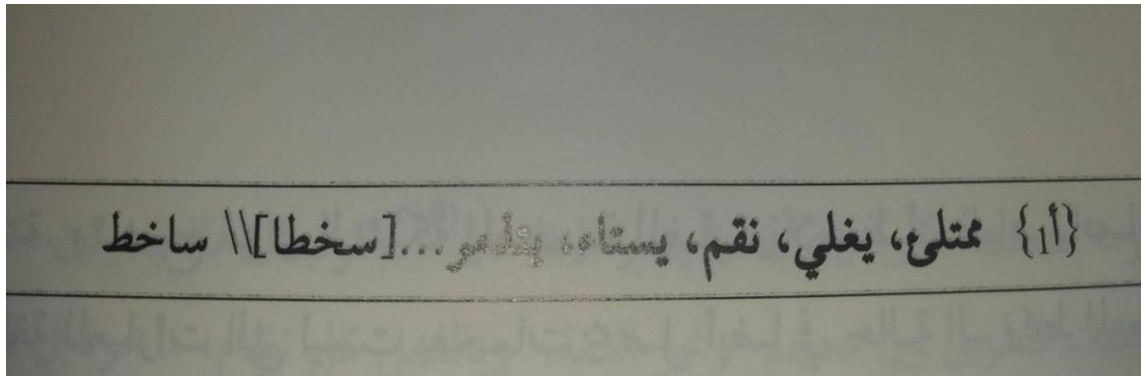 {أ1} ممتلئ، يغلي، نقم، يستاء، ...[سخطا]\\ ساخط